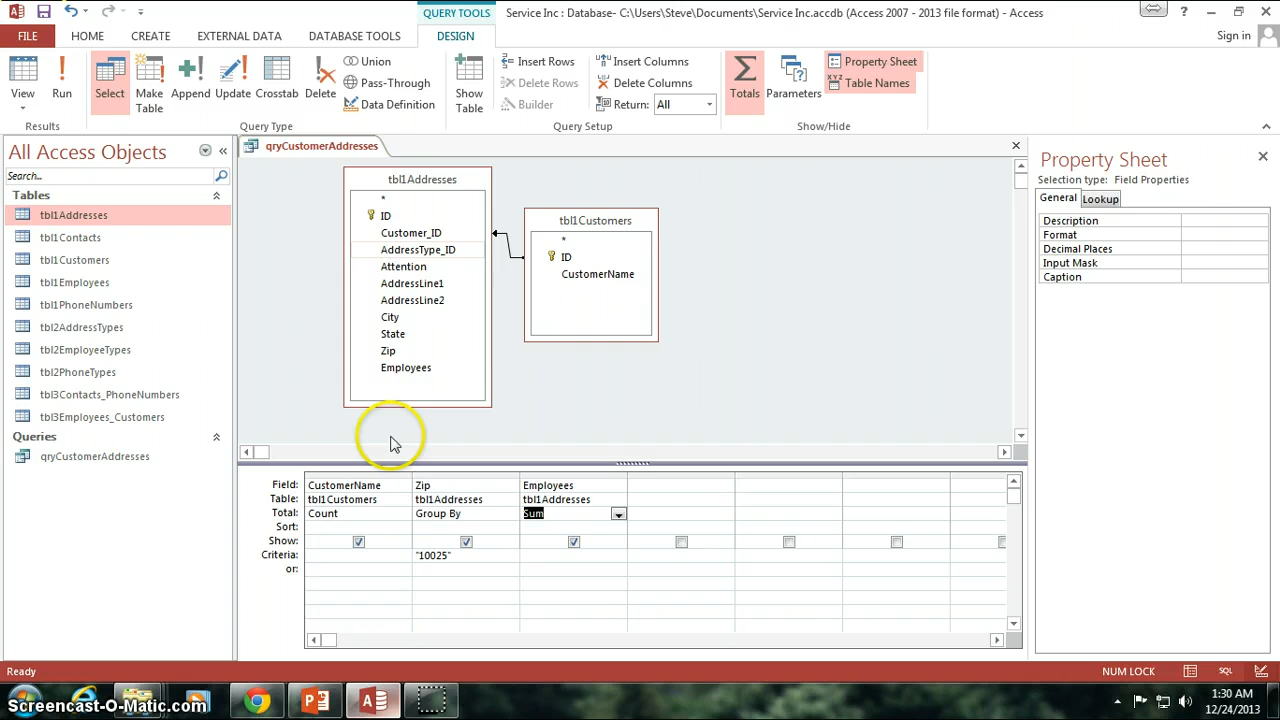 QUERY TOOLS
Service Inc : Database- C:\Users\Steve\Documents\Service Inc.accdb (Access 2007 - 2013 file format) - Access
FILE HOME CREATE EXTERNAL DATA DATABASE TOOLS DESIGN Sign in
View Run Select Make Table Append Update Crosstab Delete
Union
Pass-Through
Data Definition
Show Table
Insert Rows
Delete Rows
Builder
Insert Columns
Delete Columns
Return: All
Totals Parameters
Property Sheet
XYZ Table Names
Results Query Type Query Setup Show/Hide
All Access Objects
Search...
Tables
tbl1Addresses
tbl1Contacts
tbl1Customers
tbl1Employees
tbl1PhoneNumbers
tbl2AddressTypes
tbl2EmployeeTypes
tbl2PhoneTypes
tbl3Contacts_PhoneNumbers
tbl3Employees_Customers
Queries
qryCustomerAddresses
qryCustomerAddresses
tbl1Addresses
*
ID
Customer_ID
AddressType_ID
Attention
AddressLine1
AddressLine2
City
State
Zip
Employees
tbl1Customers
*
ID
CustomerName
Field: CustomerName Zip Employees
Table: tbl1Customers tbl1Addresses tbl1Addresses
Total: Count Group By Sum
Sort:
Show:
Criteria: "10025"
or:
Property Sheet
Selection type: Field Properties
General Lookup
Description
Format
Decimal Places
Input Mask
Caption
Ready NUM LOCK SQL
Screencast-O-Matic.com
1:30 AM
12/24/2013